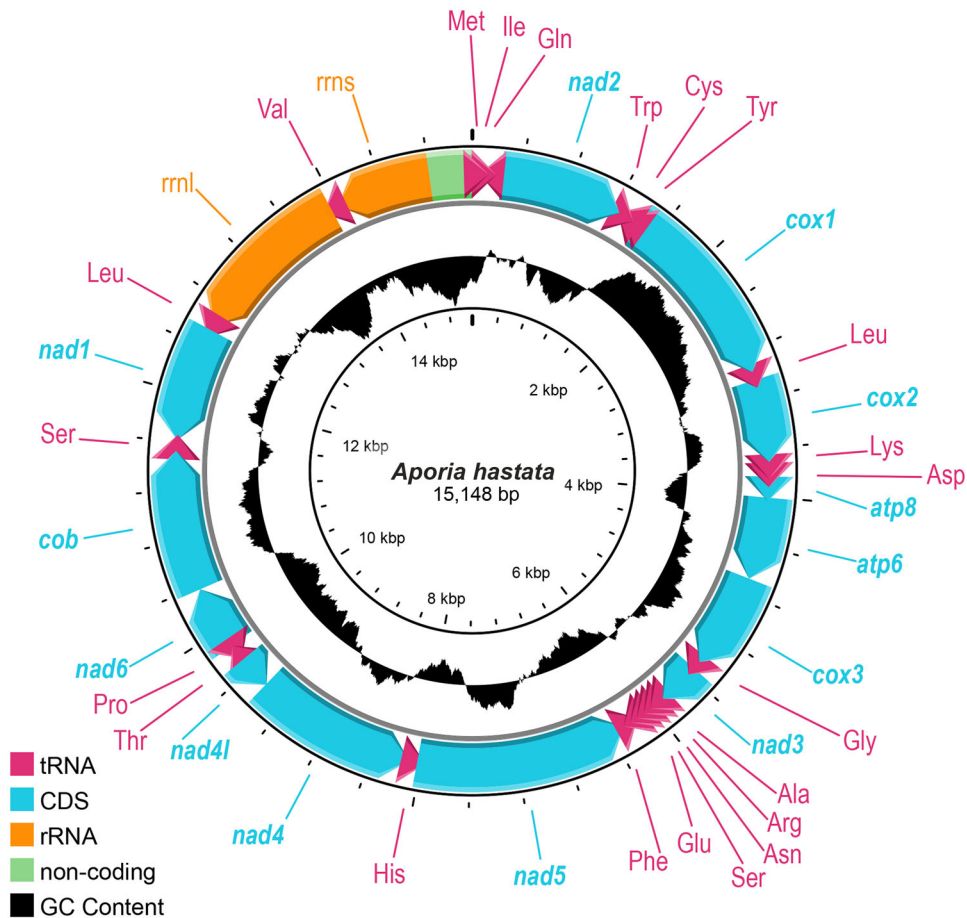 Met
Ile
Gln
nad2
Trp
Cys
Tyr
cox1
Leu
cox2
Lys
Asp
atp8
atp6
cox3
Gly
nad3
Ala
Arg
Asn
Ser
Glu
Phe
nad5
His
nad4
nad4l
Thr
Pro
nad6
cob
Ser
nad1
Leu
rrnl
Val
rrns
14 kbp
2 kbp
12 kbp
4 kbp
10 kbp
6 kbp
8 kbp
Aporia hastata
15,148 bp
tRNA
CDS
rRNA
non-coding
GC Content